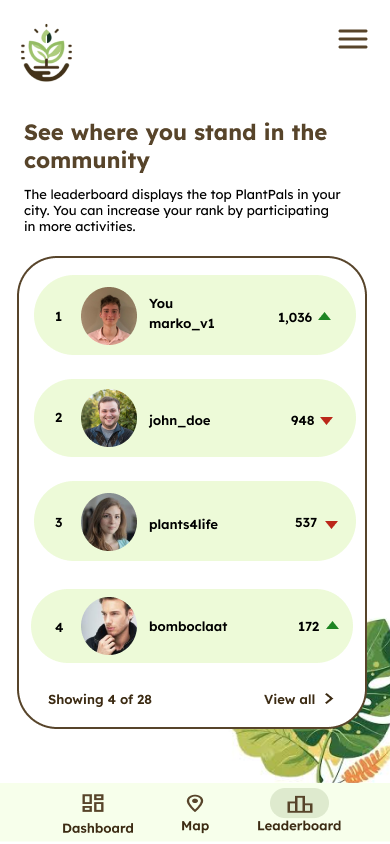 See where you stand in the
community
The leaderboard displays the top PlantPals in your
city. You can increase your rank by participating
in more activities.
1 You marko_v1 1,036
2 john_doe 948
3 plants4life 537
4 bomboclaat 172
Showing 4 of 28 View all
Dashboard Map Leaderboard